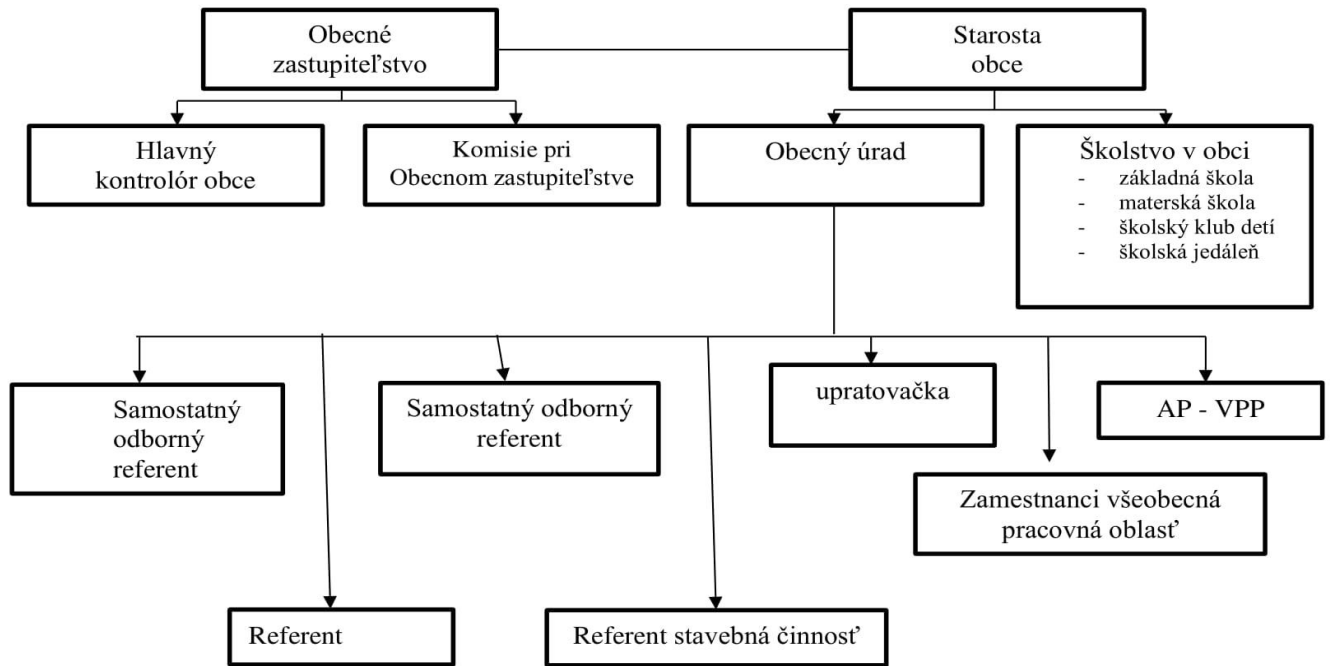 Obecné
zastupiteľstvo
Starosta
obce
Hlavný
kontrolór obce
Komisie pri
Obecnom zastupiteľstve
Obecný úrad
Školstvo v obci
- základná škola
- materská škola
- školský klub detí
- školská jedáleň
Samostatný
odborný
referent
Samostatný odborný
referent
upratovačka
AP - VPP
Zamestnanci všeobecná
pracovná oblasť
Referent
Referent stavebná činnosť